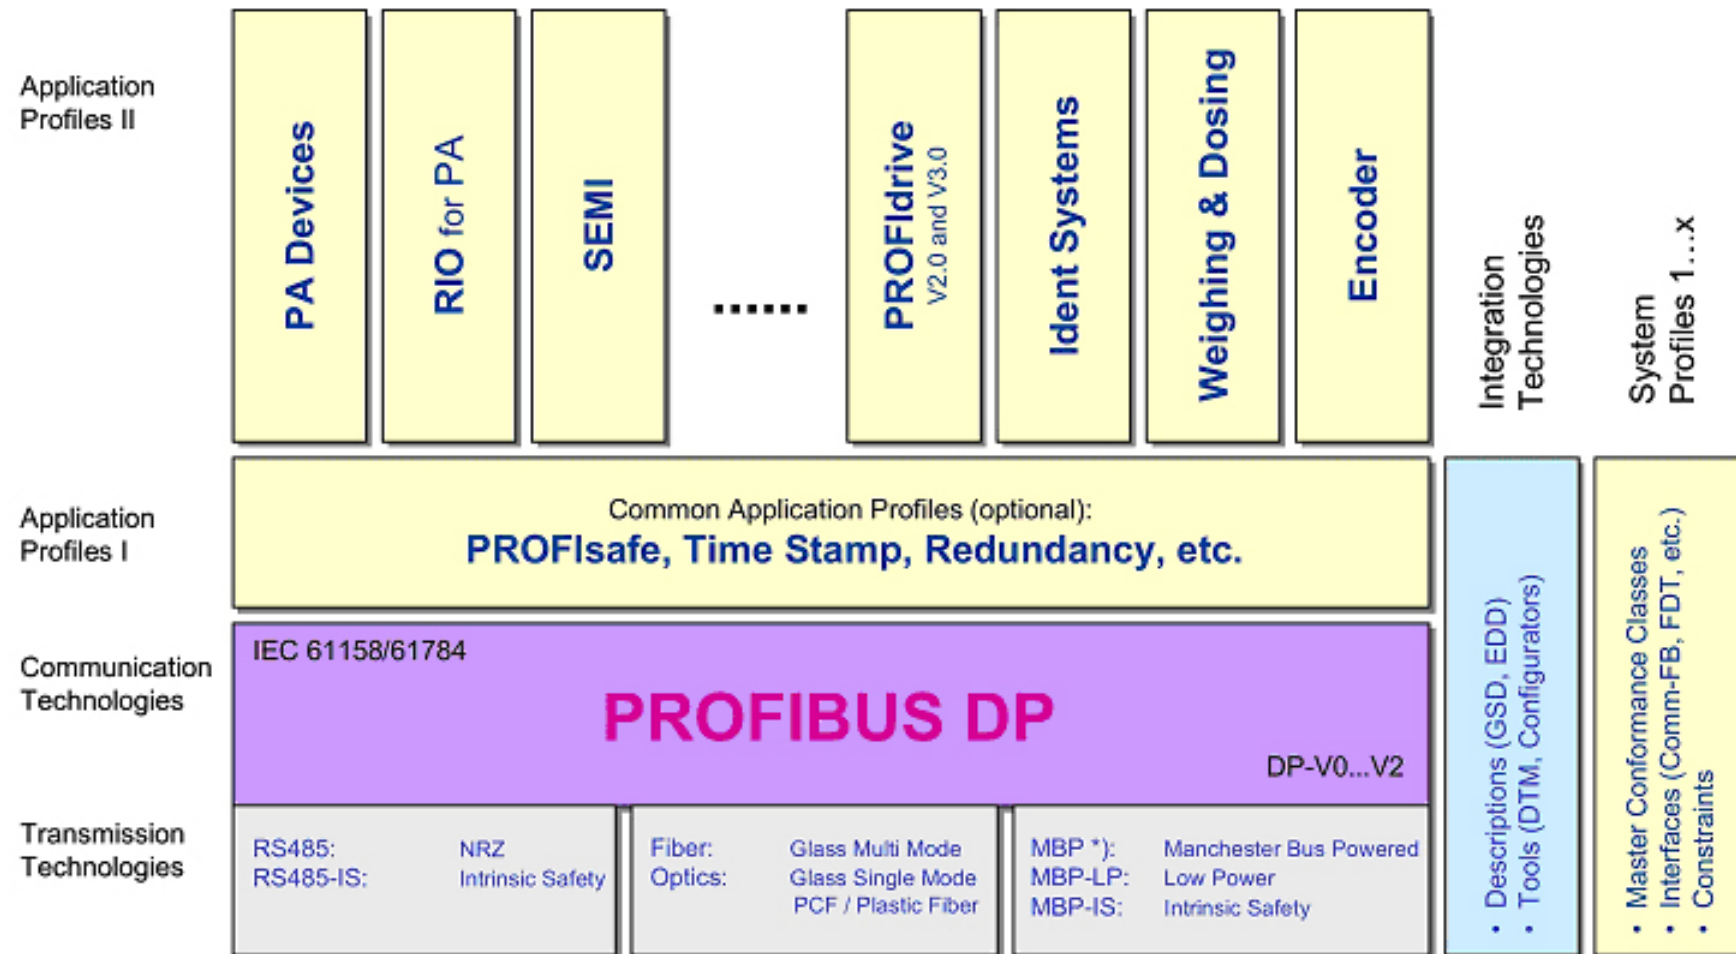 Application
Profiles II
PA Devices
RIO for PA
SEMI
......
PROFIdrive
V2.0 and V3.0
Ident Systems
Weighing & Dosing
Encoder
Integration
Technologies
System
Profiles 1...x
Application
Profiles I
Common Application Profiles (optional):
PROFIsafe, Time Stamp, Redundancy, etc.
Communication
Technologies
IEC 61158/61784
PROFIBUS DP
DP-V0...V2
Transmission
Technologies
RS485: NRZ
RS485-IS: Intrinsic Safety
Fiber: Glass Multi Mode
Optics: Glass Single Mode
PCF / Plastic Fiber
MBP *): Manchester Bus Powered
MBP-LP: Low Power
MBP-IS: Intrinsic Safety
• Descriptions (GSD, EDD)
• Tools (DTM, Configurators)
• Master Conformance Classes
• Interfaces (Comm-FB, FDT, etc.)
• Constraints